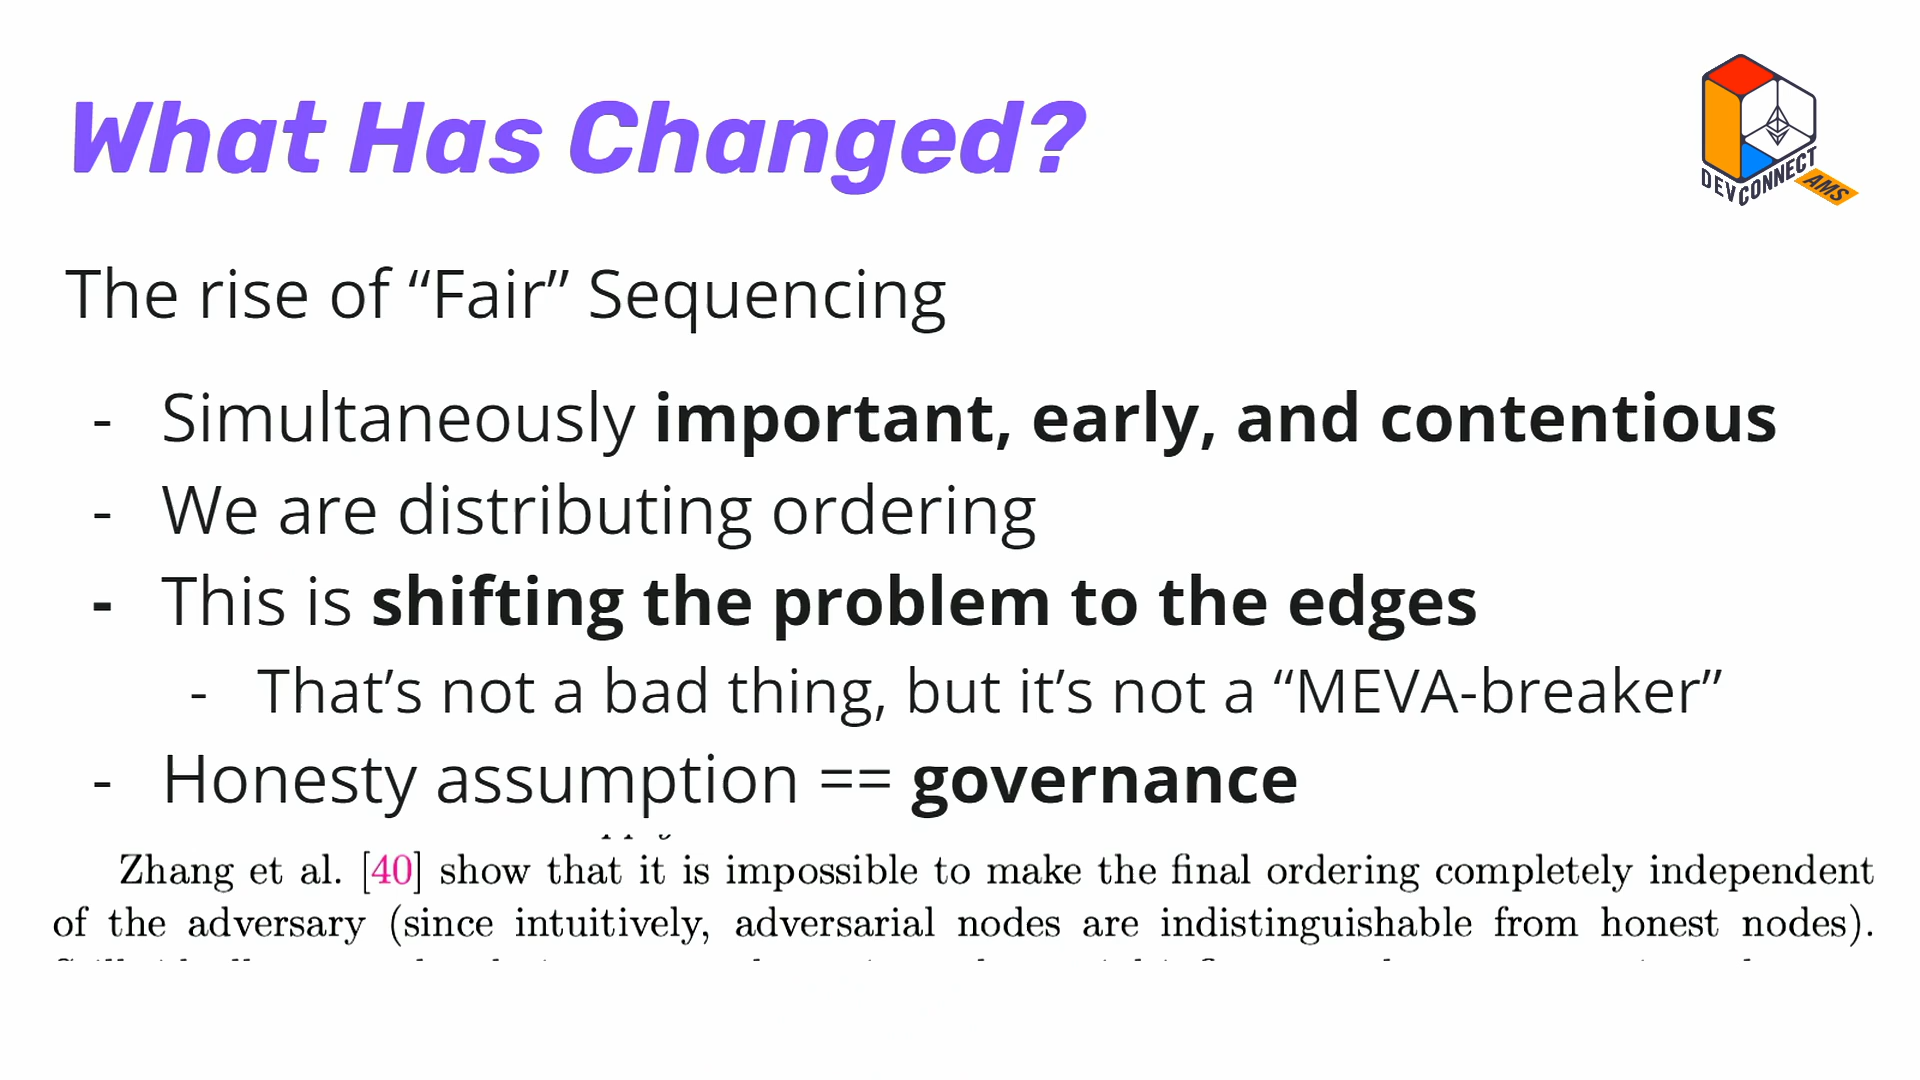 What Has Changed?
DEVCONNECT
AMS
The rise of “Fair” Sequencing
- Simultaneously important, early, and contentious
- We are distributing ordering
- This is shifting the problem to the edges
- That’s not a bad thing, but it’s not a “MEVA-breaker”
- Honesty assumption == governance
Zhang et al. [40] show that it is impossible to make the final ordering completely independent
of the adversary (since intuitively, adversarial nodes are indistinguishable from honest nodes).